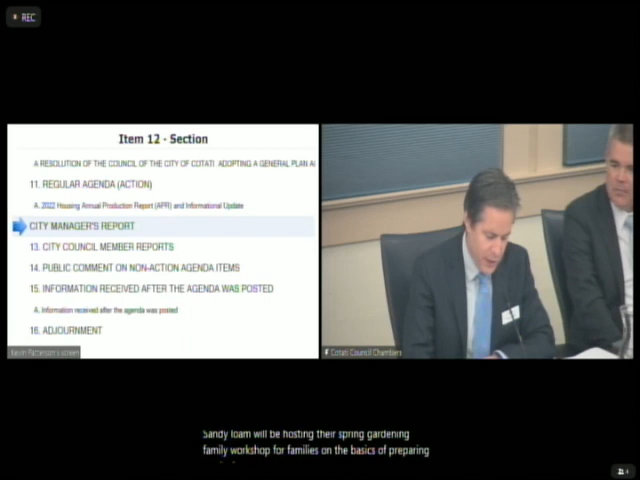 REC
Item 12 - Section
A RESOLUTION OF THE COUNCIL OF THE CITY OF COTATI ADOPTING A GENERAL PLAN
11. REGULAR AGENDA (ACTION)
A. 2022 Housing Annual Production Report (APR) and Informational Update
CITY MANAGER'S REPORT
13. CITY COUNCIL MEMBER REPORTS
14. PUBLIC COMMENT ON NON-ACTION AGENDA ITEMS
15. INFORMATION RECEIVED AFTER THE AGENDA WAS POSTED
A. Information received after the agenda was posted
16. ADJOURNMENT
Kevin Patterson's screen
Cotati Council Chambers
Sandy loam will be hosting their spring gardening
family workshop for families on the basics of preparing